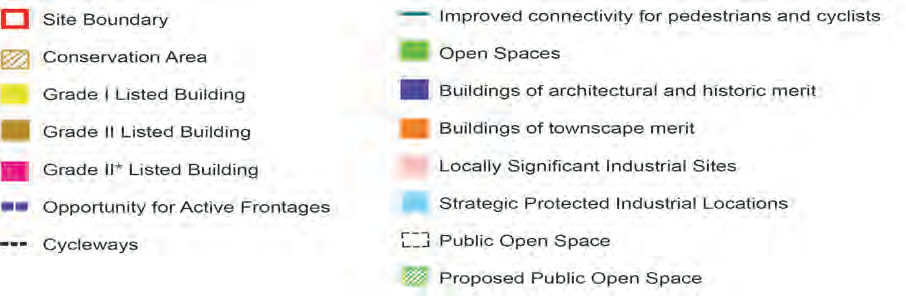 Site Boundary
Conservation Area
Grade I Listed Building
Grade II Listed Building
Grade II* Listed Building
Opportunity for Active Frontages
Cycleways
Improved connectivity for pedestrians and cyclists
Open Spaces
Buildings of architectural and historic merit
Buildings of townscape merit
Locally Significant Industrial Sites
Strategic Protected Industrial Locations
Public Open Space
Proposed Public Open Space